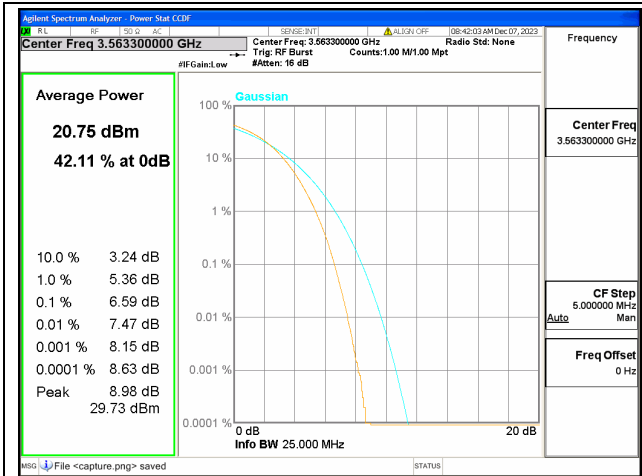 Agilent Spectrum Analyzer - Power Stat CCDF
RL RF 50 Ω AC SENSE:INT ALIGN OFF 08:42:03 AM Dec 07, 2023
Center Freq 3.563300000 GHz
Center Freq: 3.563300000 GHz Radio Std: None
Trig: RF Burst Counts:1.00 M/1.00 Mpt
#IFGain:Low #Atten: 16 dB
Frequency
Average Power
20.75 dBm
42.11 % at 0dB
10.0 % 3.24 dB
1.0 % 5.36 dB
0.1 % 6.59 dB
0.01 % 7.47 dB
0.001 % 8.15 dB
0.0001 % 8.63 dB
Peak 8.98 dB
29.73 dBm
Gaussian
100 %
10 %
1 %
0.1 %
0.01 %
0.001 %
0.0001 %
0 dB 20 dB
Info BW 25.000 MHz
Center Freq
3.563300000 GHz
CF Step
5.000000 MHz
Auto Man
Freq Offset
0 Hz
MSG File <capture.png> saved STATUS